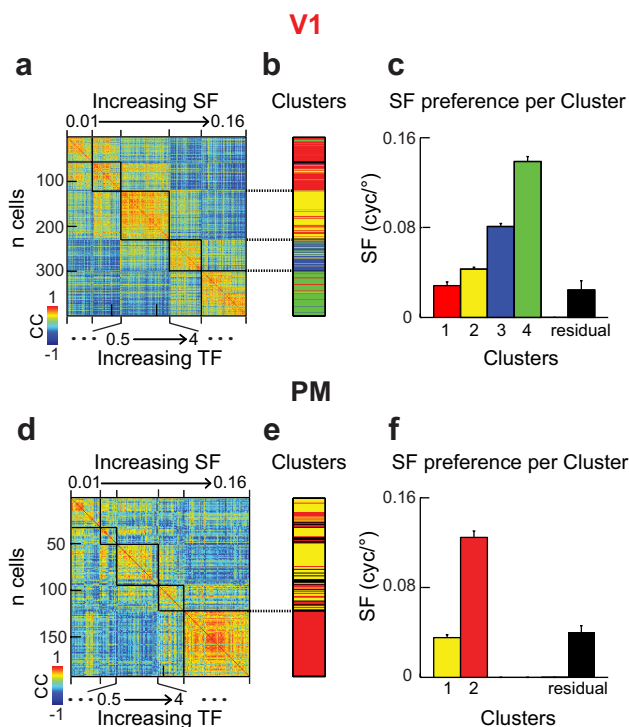 V1
a
b
c
Increasing SF
0.01
0.16
Clusters
SF preference per Cluster
n cells
100
200
300
1
CC
-1
0.5
4
Increasing TF
SF (cyc/°)
0.16
0.08
0
1 2 3 4 residual
Clusters
PM
d
e
f
Increasing SF
0.01
0.16
Clusters
SF preference per Cluster
n cells
50
100
150
1
CC
-1
0.5
4
Increasing TF
SF (cyc/°)
0.16
0.08
0
1 2 residual
Clusters